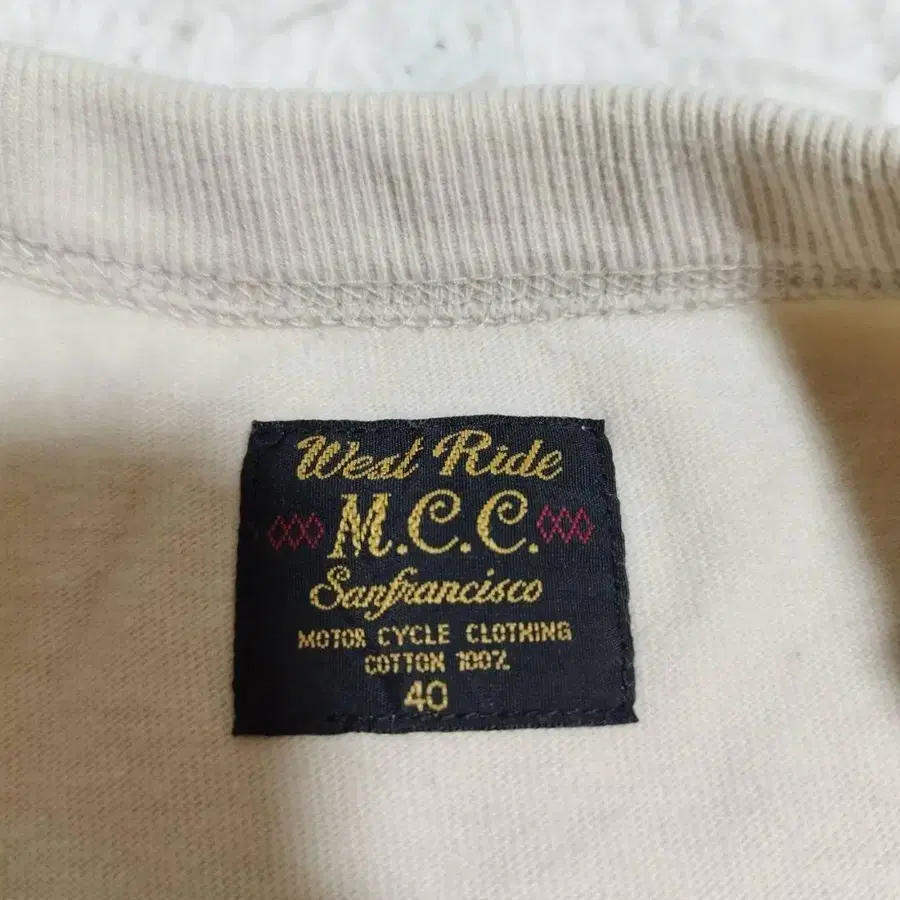 West Ride
M.C.C.
Sanfrancisco
MOTOR CYCLE CLOTHING
COTTON 100%
40